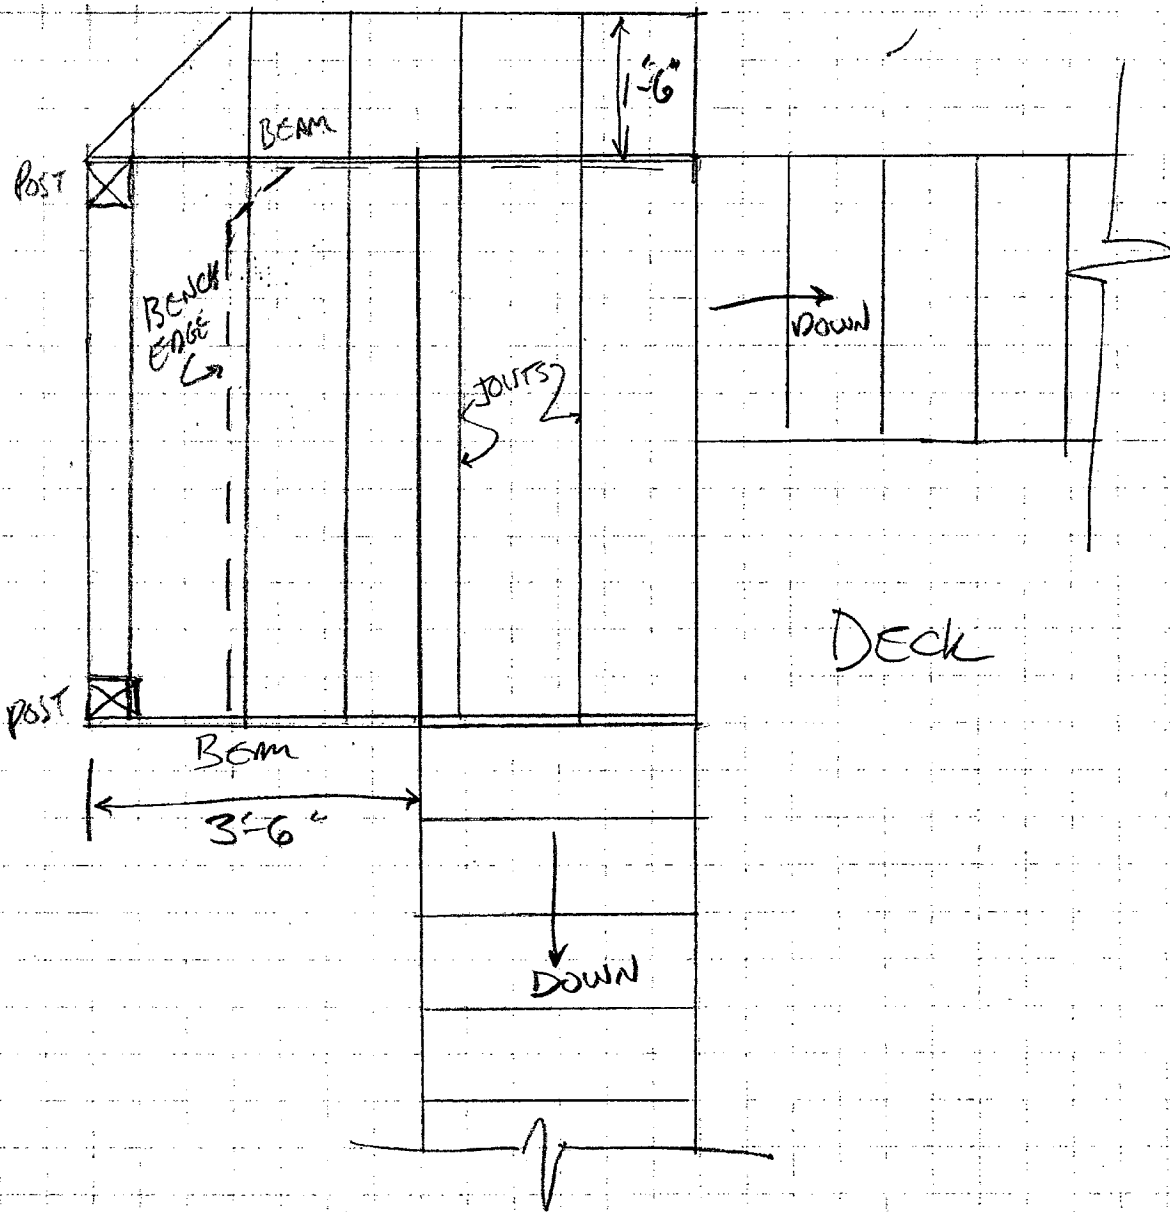 1'-6"
BEAM
POST
BENCH
EDGE
DOWN
JOISTS
DECK
POST
BEAM
3'-6"
DOWN